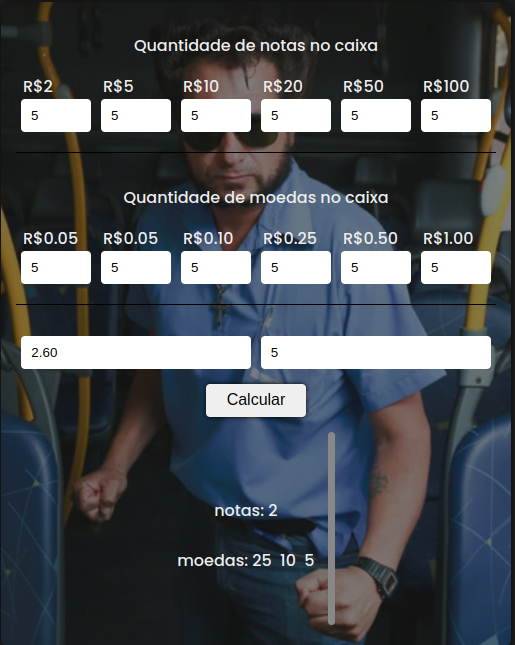 Quantidade de notas no caixa
R$2 R$5 R$10 R$20 R$50 R$100
5 5 5 5 5 5
Quantidade de moedas no caixa
R$0.05 R$0.05 R$0.10 R$0.25 R$0.50 R$1.00
5 5 5 5 5 5
2.60 5
Calcular
notas: 2
moedas: 25 10 5